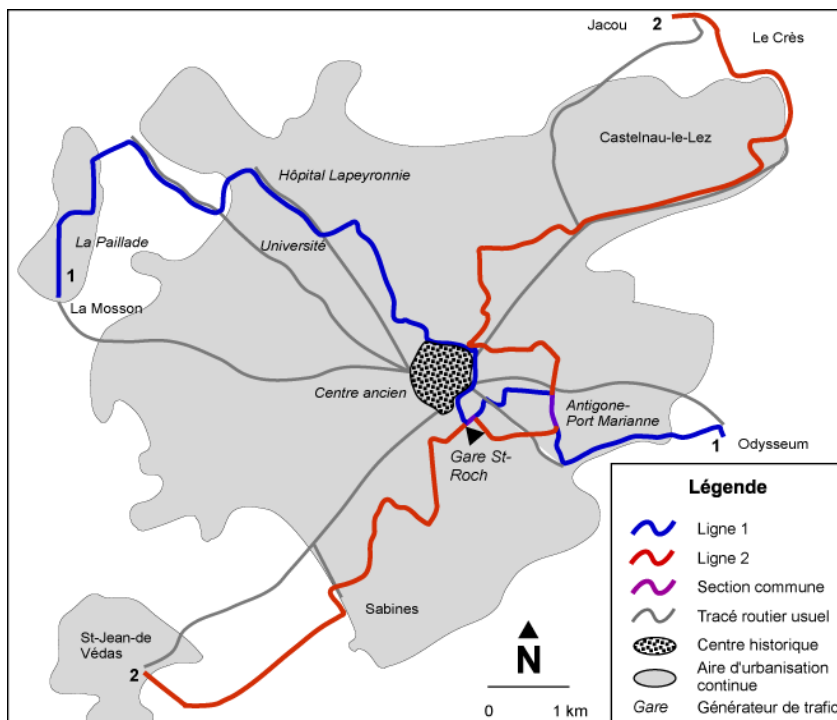 Jacou
2
Le Crès
Castelnau-le-Lez
Hôpital Lapeyronnie
La Paillade
Université
1
La Mosson
Centre ancien
Antigone-
Port Marianne
1
Odysseum
Gare St-
Roch
Sabines
St-Jean-de
Védas
2
N
0 1 km
Légende
Ligne 1
Ligne 2
Section commune
Tracé routier usuel
Centre historique
Aire d'urbanisation
continue
Gare Générateur de trafic